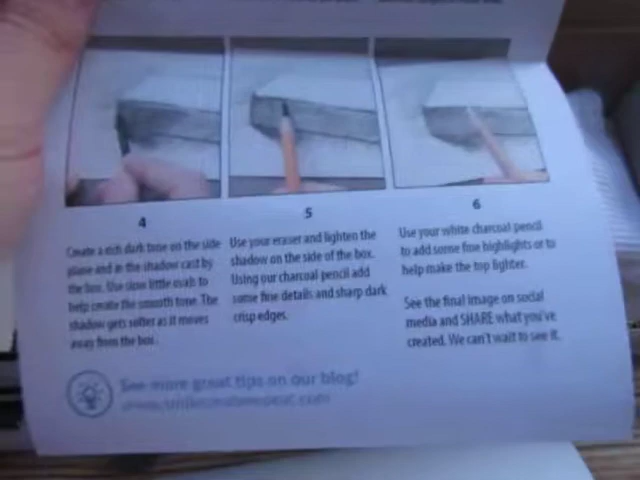 4
Create a rich dark tone on the side
plane and in the shadow cast by
the box. Use slow little ovals to
help create the smooth tone. The
shadow gets softer as it moves
away from the box.
5
Use your eraser and lighten the
shadow on the side of the box.
Using our charcoal pencil add
some fine details and sharp dark
crisp edges.
6
Use your white charcoal pencil
to add some fine highlights or to
help make the top lighter.
See the final image on social
media and SHARE what you've
created. We can't wait to see it.
See more great tips on our blog!